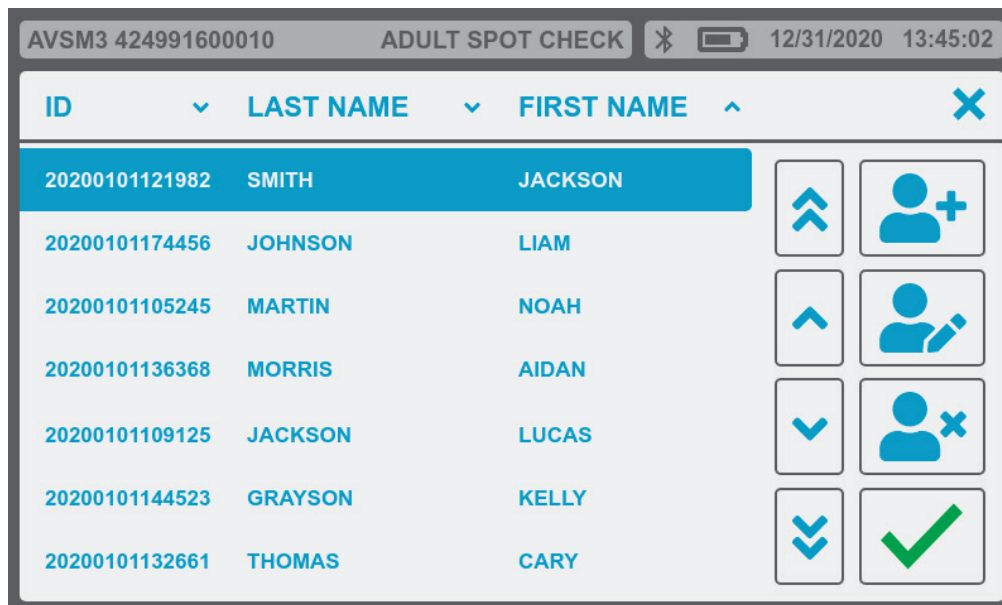 AVSM3 424991600010 ADULT SPOT CHECK 12/31/2020 13:45:02
ID LAST NAME FIRST NAME
20200101121982 SMITH JACKSON
20200101174456 JOHNSON LIAM
20200101105245 MARTIN NOAH
20200101136368 MORRIS AIDAN
20200101109125 JACKSON LUCAS
20200101144523 GRAYSON KELLY
20200101132661 THOMAS CARY